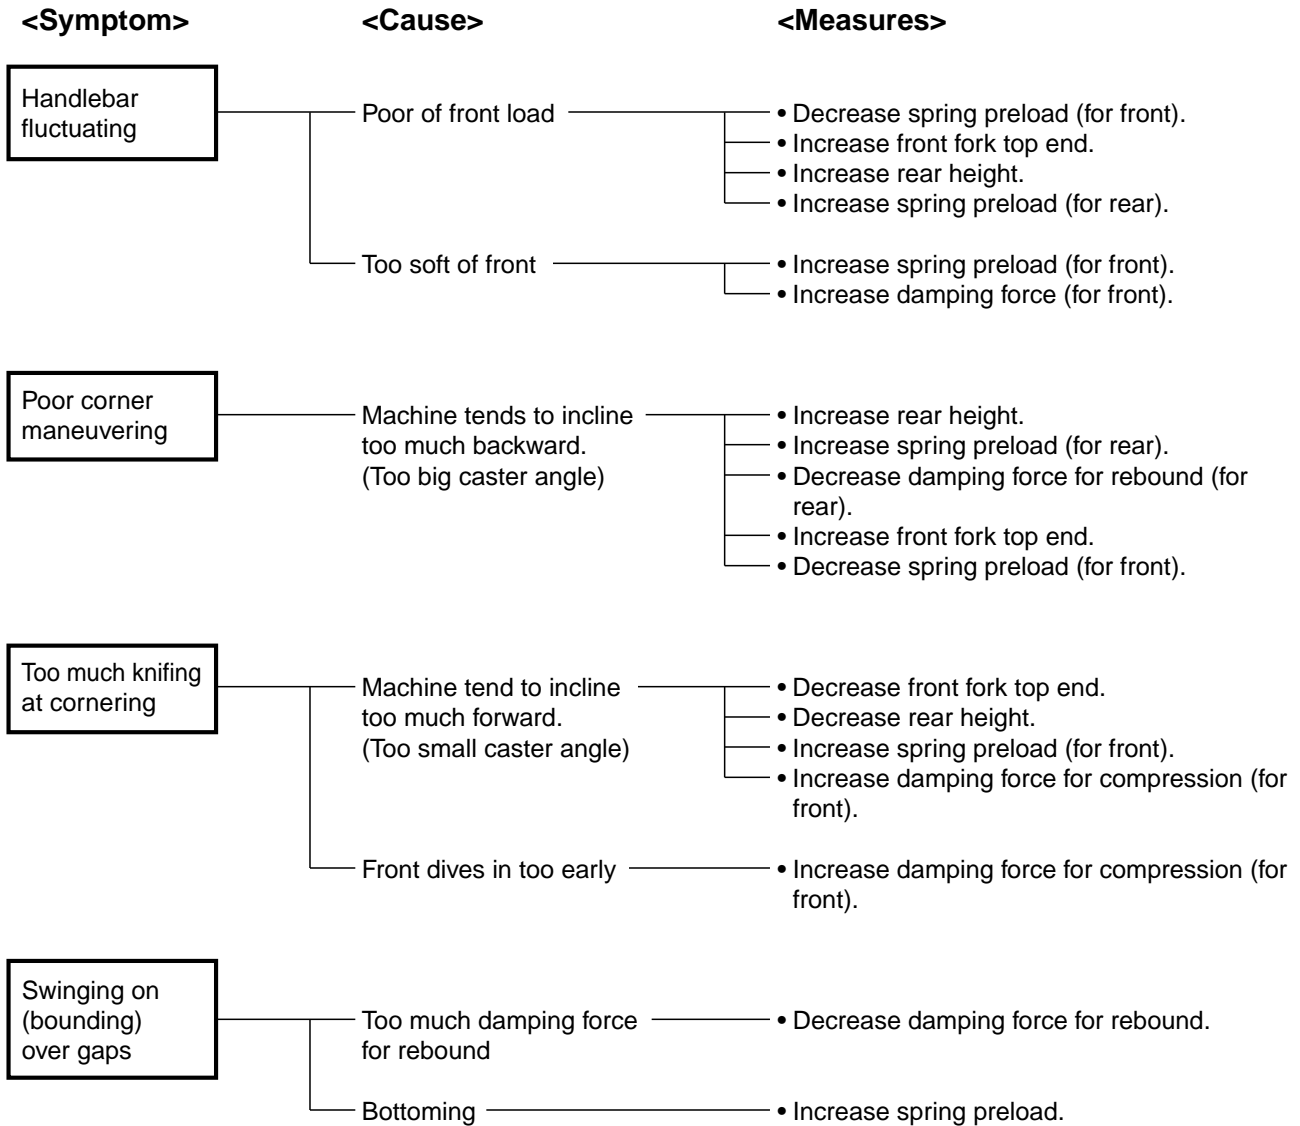 <Symptom> <Cause> <Measures>
Handlebar
fluctuating
Poor of front load
• Decrease spring preload (for front).
• Increase front fork top end.
• Increase rear height.
• Increase spring preload (for rear).
Too soft of front
• Increase spring preload (for front).
• Increase damping force (for front).
Poor corner
maneuvering
Machine tends to incline
too much backward.
(Too big caster angle)
• Increase rear height.
• Increase spring preload (for rear).
• Decrease damping force for rebound (for
rear).
• Increase front fork top end.
• Decrease spring preload (for front).
Too much knifing
at cornering
Machine tend to incline
too much forward.
(Too small caster angle)
• Decrease front fork top end.
• Decrease rear height.
• Increase spring preload (for front).
• Increase damping force for compression (for
front).
Front dives in too early
• Increase damping force for compression (for
front).
Swinging on
(bounding)
over gaps
Too much damping force
for rebound
• Decrease damping force for rebound.
Bottoming
• Increase spring preload.